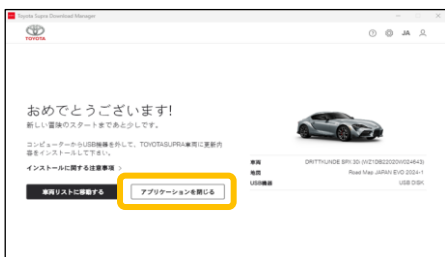 Toyota Supra Download Manager
TOYOTA
JA
おめでとうございます!
新しい冒険のスタートまであと少しです。
コンピューターからUSB機器を外して、TOYOTASUPRA車両に更新内
容をインストールして下さい。
インストールに関する注意事項 >
車両リストに移動する
アプリケーションを閉じる
車両
地図 Road Map JAPAN EVO 2024-1
USB機器 USB DISK